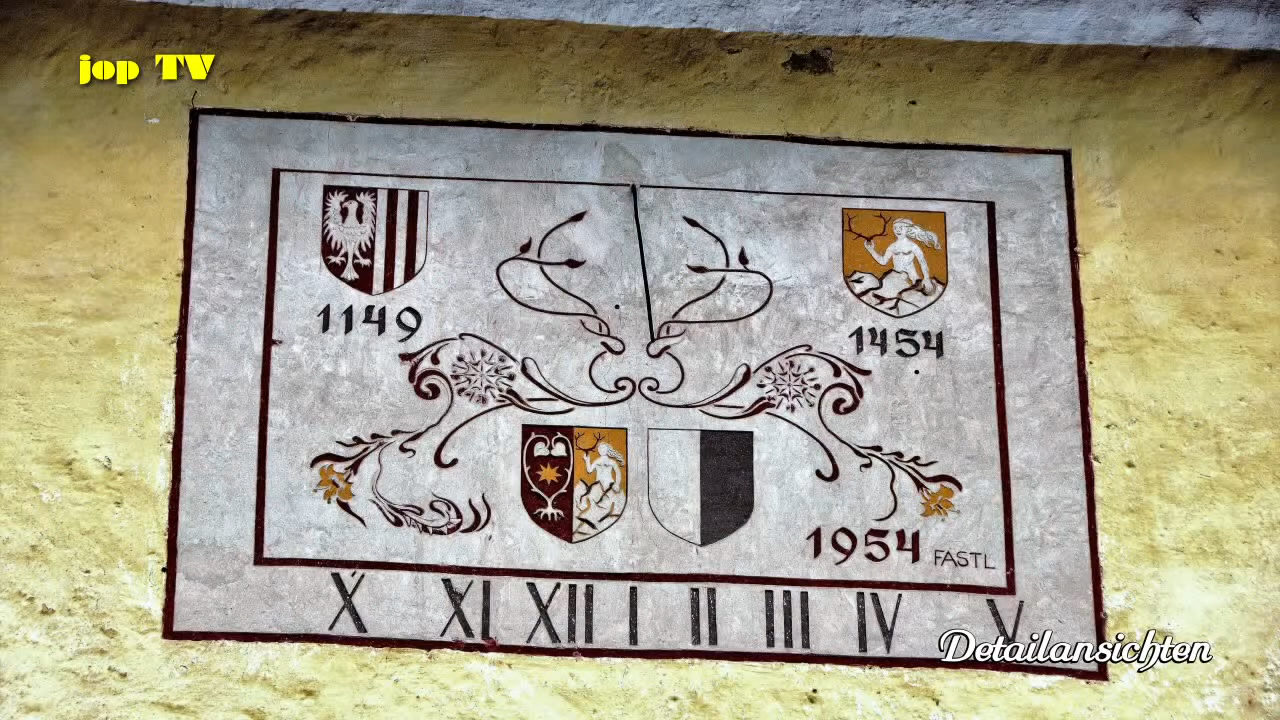 jop TV
1149
1454
1954 FASTL
X XI XII I II III IV V
Detailansichten